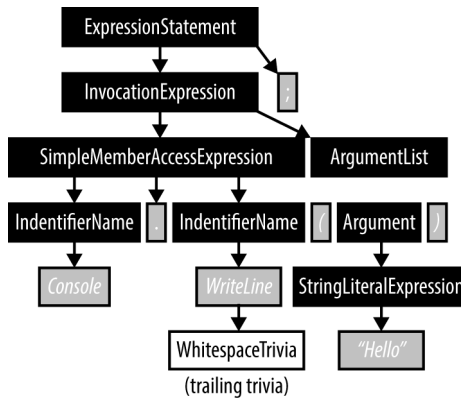 ExpressionStatement
InvocationExpression ;
SimpleMemberAccessExpression ArgumentList
IndentifierName . IndentifierName ( Argument )
Console WriteLine StringLiteralExpression
WhitespaceTrivia “Hello”
(trailing trivia)